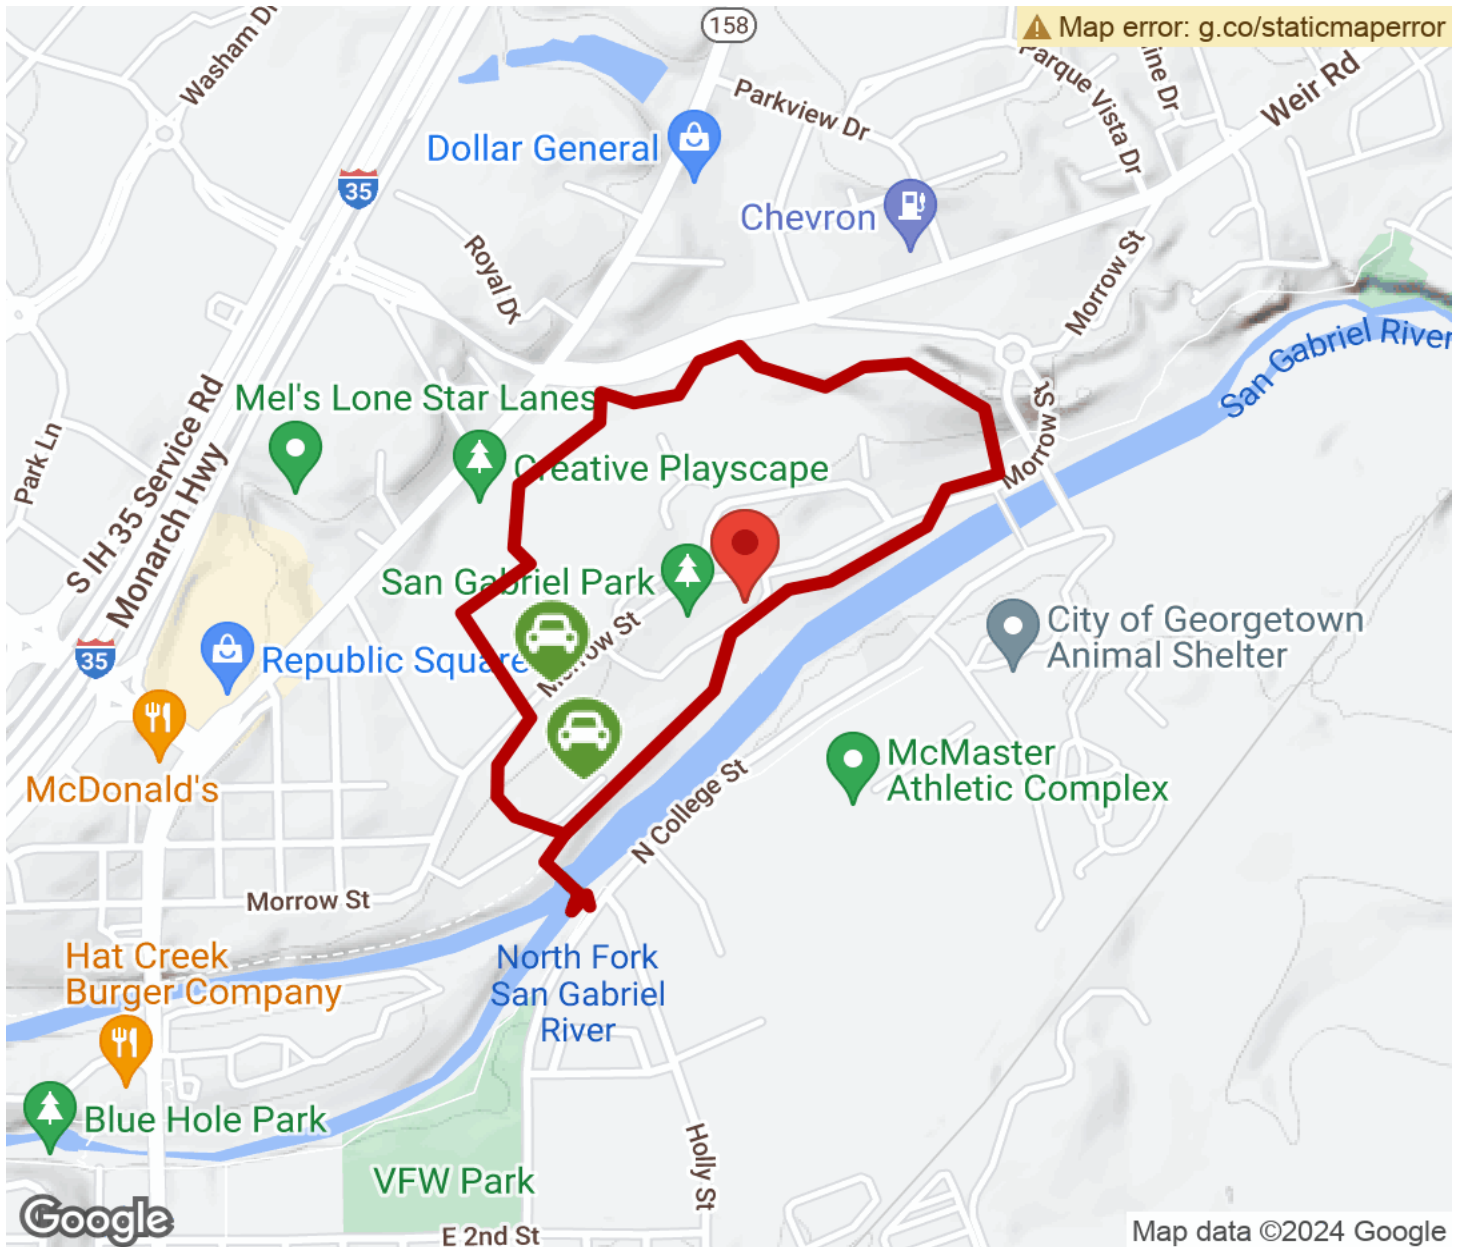 158
Map error: g.co/staticmaperror
Washam Dr
Parque Vista Dr
ine Dr
Weir Rd
Parkview Dr
Dollar General
35
Chevron
Royal Dr
Morrow St
San Gabriel River
S IH 35 Service Rd
Monarch Hwy
Park Ln
Mel's Lone Star Lanes
Creative Playscape
Morrow St
San Gabriel Park
Morrow St
City of Georgetown
Animal Shelter
35
Republic Square
McDonald's
McMaster
Athletic Complex
N College St
Morrow St
Hat Creek
Burger Company
North Fork
San Gabriel
River
Blue Hole Park
VFW Park
Holly St
E 2nd St
Google
Map data ©2024 Google